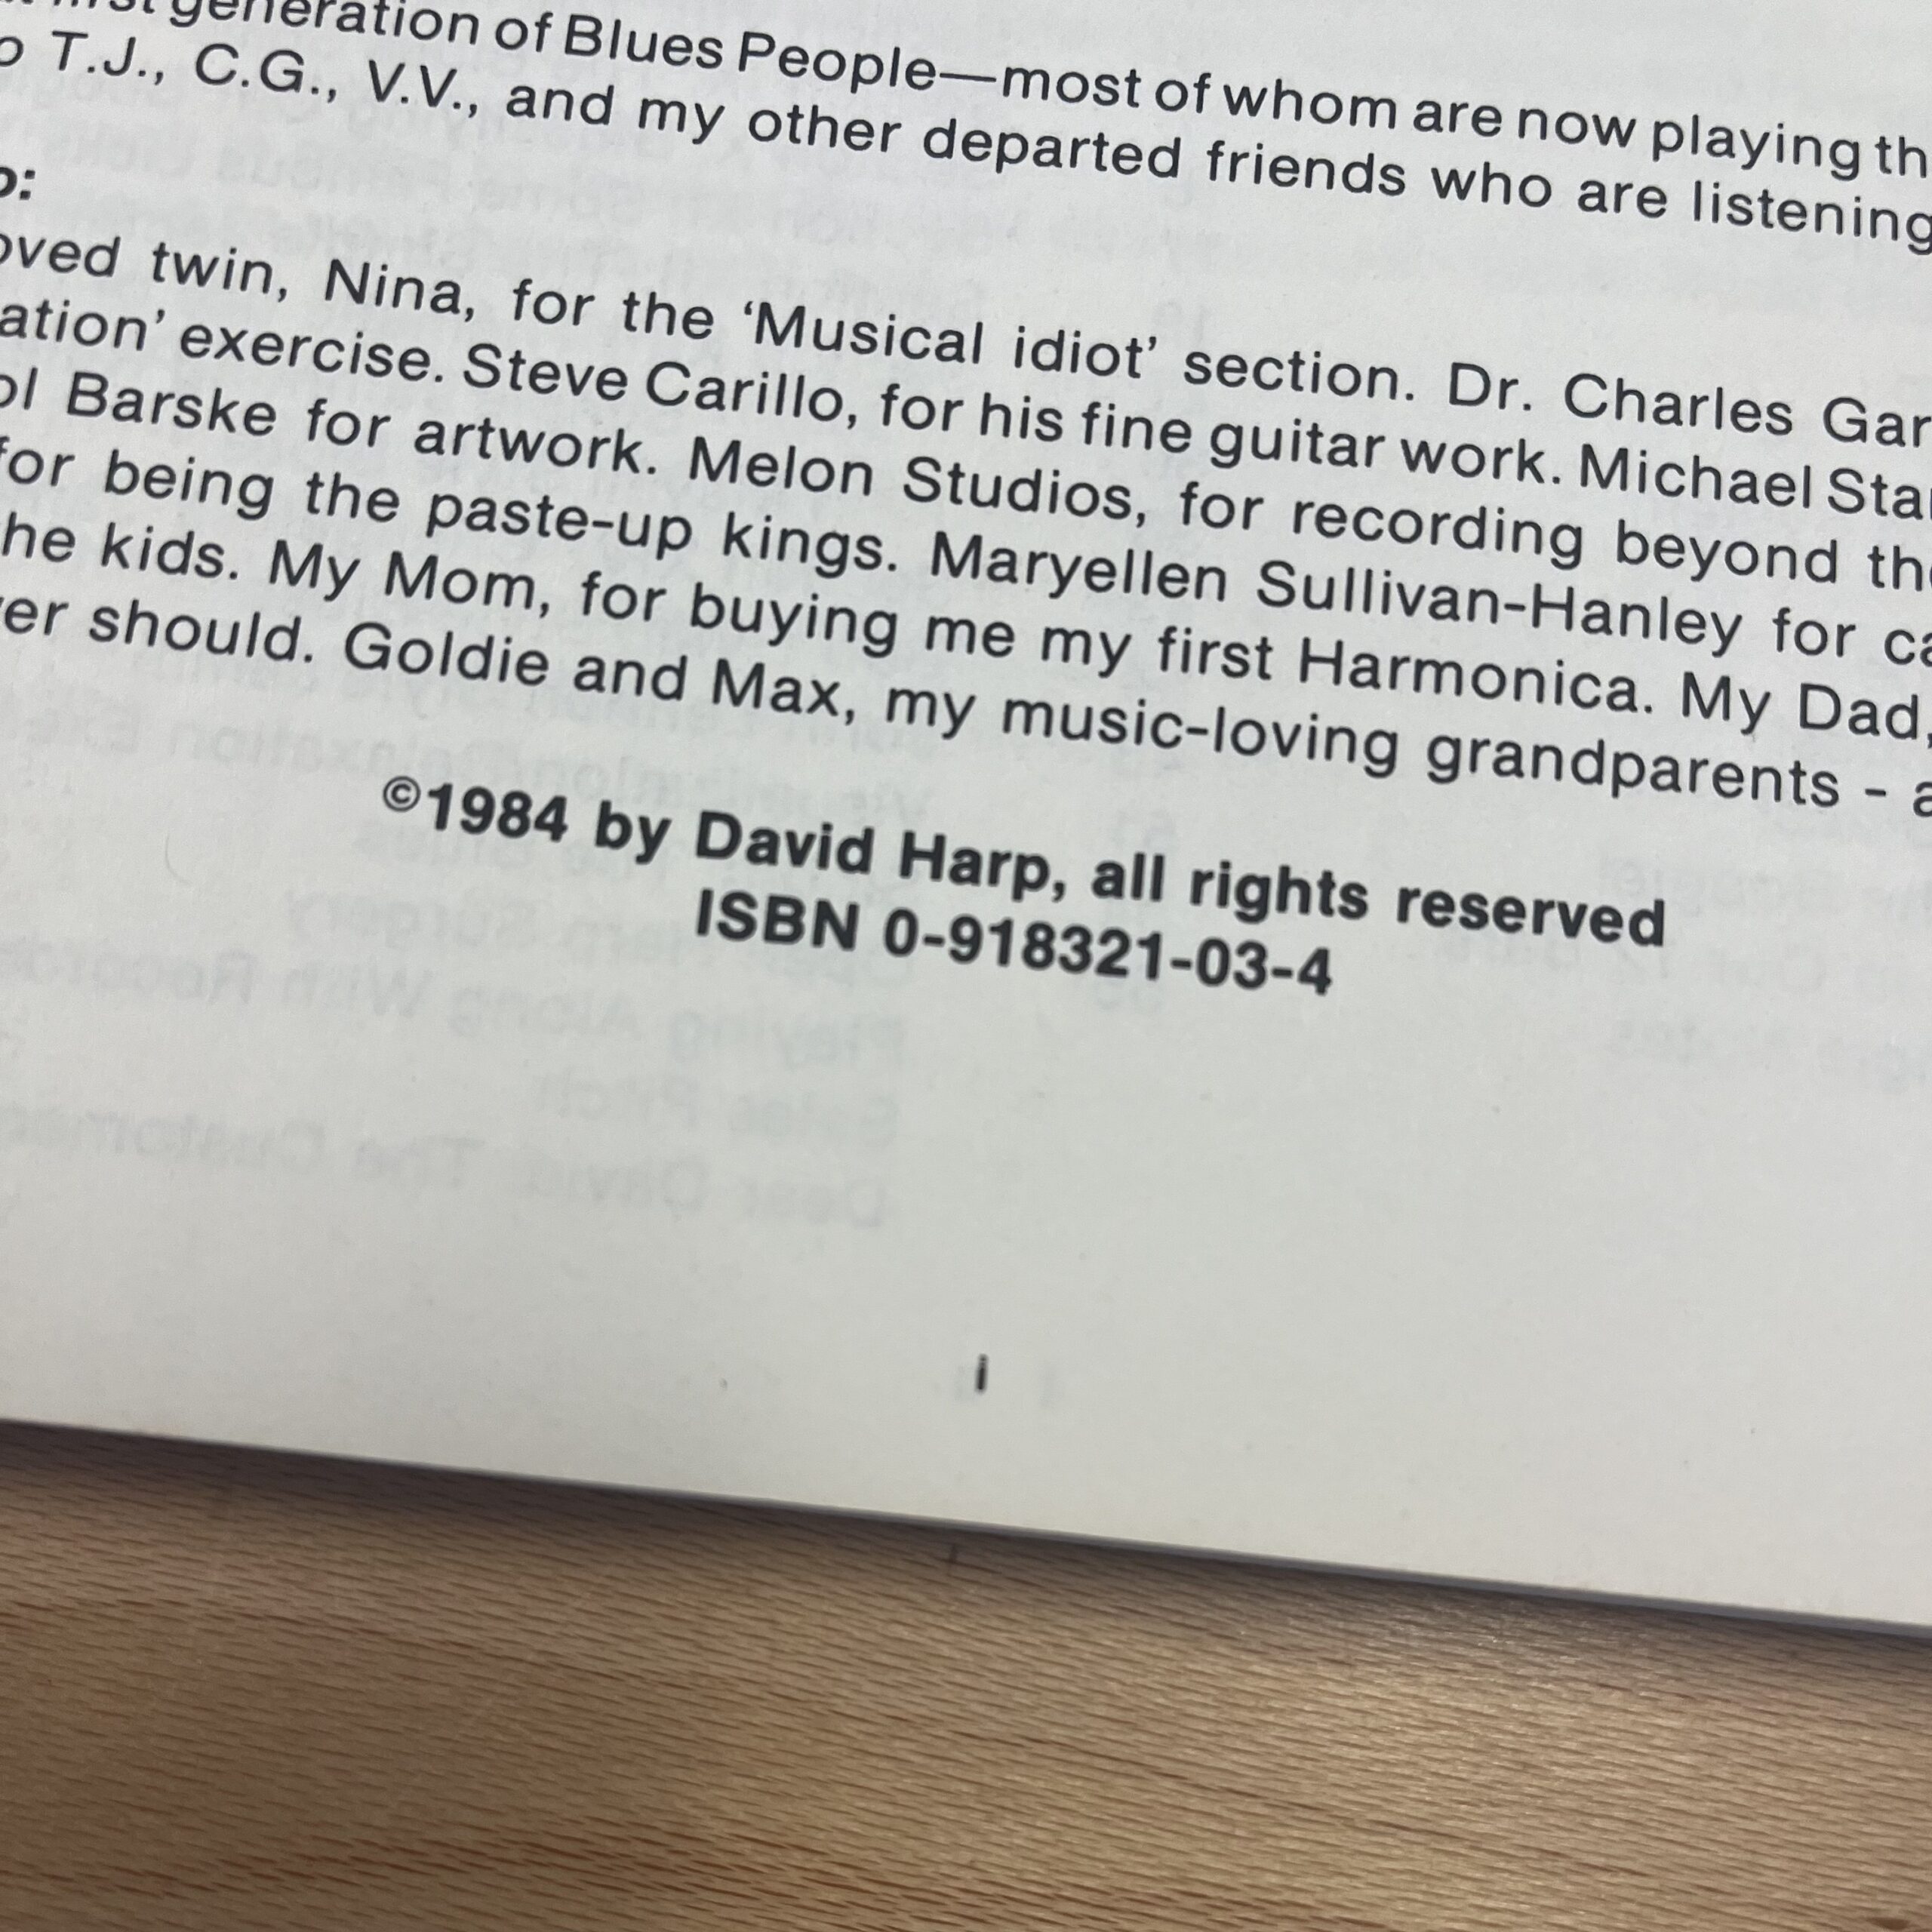 generation of Blues People—most of whom are now playing
T.J., C.G., V.V., and my other departed friends who are listening
twin, Nina, for the ‘Musical idiot’ section. Dr. Charles
exercise. Steve Carillo, for his fine guitar work. Michael
Barske for artwork. Melon Studios, for recording beyond
for being the paste-up kings. Maryellen Sullivan-Hanley for
kids. My Mom, for buying me my first Harmonica. My Dad,
should. Goldie and Max, my music-loving grandparents -
©1984 by David Harp, all rights reserved
ISBN 0-918321-03-4
i